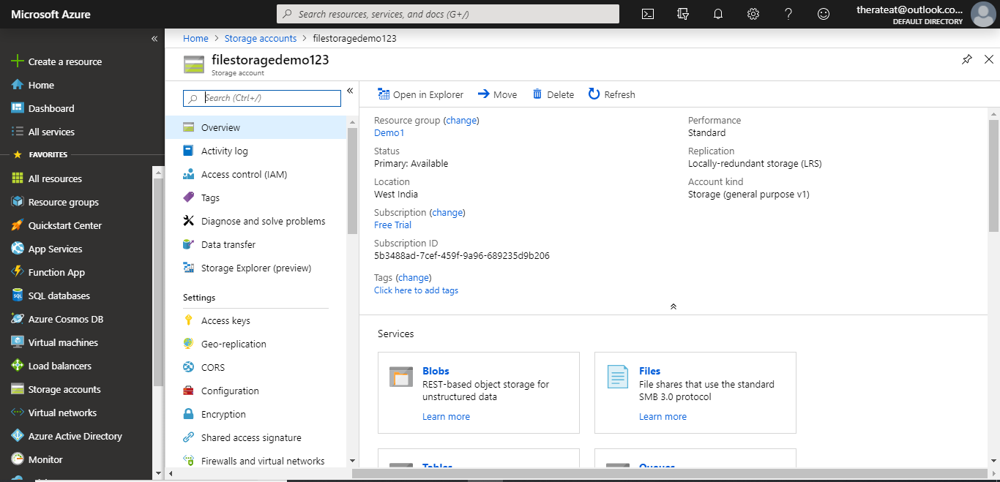 Microsoft Azure
Search resources, services, and docs (G+/)
therateat@outlook.co...
DEFAULT DIRECTORY
Create a resource
Home
Dashboard
All services
FAVORITES
All resources
Resource groups
Quickstart Center
App Services
Function App
SQL databases
Azure Cosmos DB
Virtual machines
Load balancers
Storage accounts
Virtual networks
Azure Active Directory
Monitor
Home > Storage accounts > filestoragedemo123
filestoragedemo123
Storage account
Search (Ctrl+/)
Overview
Activity log
Access control (IAM)
Tags
Diagnose and solve problems
Data transfer
Storage Explorer (preview)
Settings
Access keys
Geo-replication
CORS
Configuration
Encryption
Shared access signature
Firewalls and virtual networks
Open in Explorer Move Delete Refresh
Resource group (change)
Demo1
Status
Primary: Available
Location
West India
Subscription (change)
Free Trial
Subscription ID
5b3488ad-7cef-459f-9a96-689235d9b206
Tags (change)
Click here to add tags
Performance
Standard
Replication
Locally-redundant storage (LRS)
Account kind
Storage (general purpose v1)
Services
Blobs
REST-based object storage for
unstructured data
Learn more
Files
File shares that use the standard
SMB 3.0 protocol
Learn more
Tables
Queues